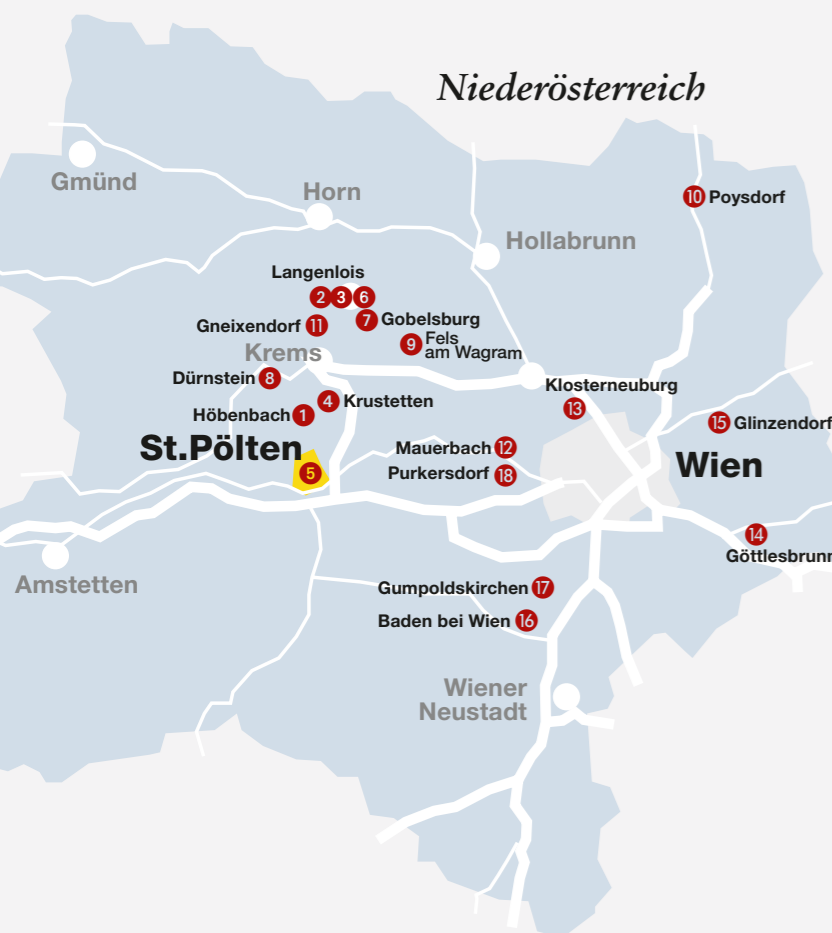 Niederösterreich
Gmünd
Horn
10 Poysdorf
Hollabrunn
Langenlois
2 3 6
Gneixendorf 11
7 Gobelsburg
9 Fels
am Wagram
Krems
Dürnstein 8
Klosterneuburg
13
4 Krustetten
Höbenbach 1
15 Glinzendorf
St.Pölten
5
Mauerbach 12
Purkersdorf 18
Wien
14
Göttlesbrunn
Amstetten
Gumpoldskirchen 17
Baden bei Wien 16
Wiener
Neustadt